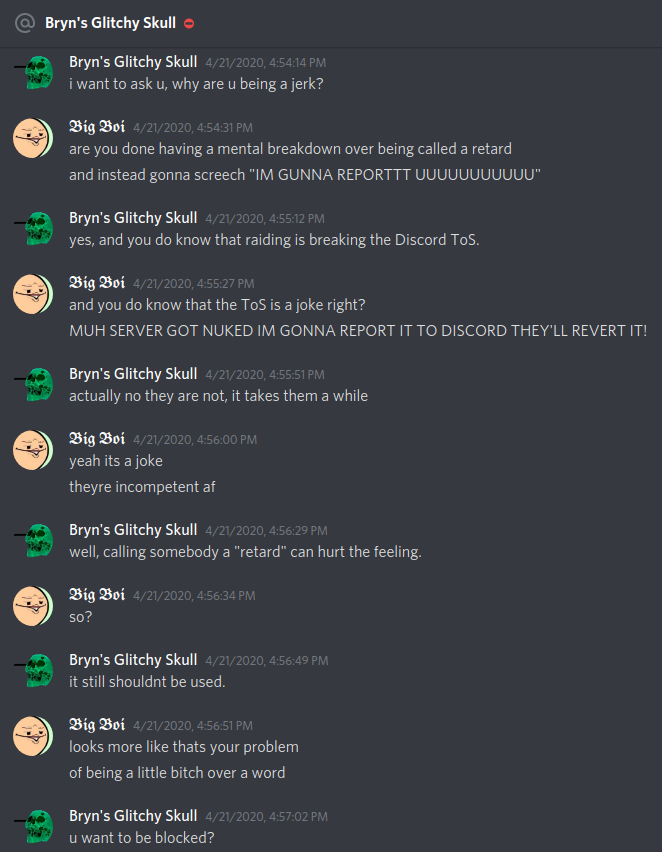 @ Bryn's Glitchy Skull
Bryn's Glitchy Skull 4/21/2020, 4:54:14 PM
i want to ask u, why are u being a jerk?
𝕭𝖎𝖌 𝕭𝖔𝖎 4/21/2020, 4:54:31 PM
are you done having a mental breakdown over being called a retard
and instead gonna screech "IM GUNNA REPORTTT UUUUUUUUUUU"
Bryn's Glitchy Skull 4/21/2020, 4:55:12 PM
yes, and you do know that raiding is breaking the Discord ToS.
𝕭𝖎𝖌 𝕭𝖔𝖎 4/21/2020, 4:55:27 PM
and you do know that the ToS is a joke right?
MUH SERVER GOT NUKED IM GONNA REPORT IT TO DISCORD THEY'LL REVERT IT!
Bryn's Glitchy Skull 4/21/2020, 4:55:51 PM
actually no they are not, it takes them a while
𝕭𝖎𝖌 𝕭𝖔𝖎 4/21/2020, 4:56:00 PM
yeah its a joke
theyre incompetent af
Bryn's Glitchy Skull 4/21/2020, 4:56:29 PM
well, calling somebody a "retard" can hurt the feeling.
𝕭𝖎𝖌 𝕭𝖔𝖎 4/21/2020, 4:56:34 PM
so?
Bryn's Glitchy Skull 4/21/2020, 4:56:49 PM
it still shouldnt be used.
𝕭𝖎𝖌 𝕭𝖔𝖎 4/21/2020, 4:56:51 PM
looks more like thats your problem
of being a little bitch over a word
Bryn's Glitchy Skull 4/21/2020, 4:57:02 PM
u want to be blocked?